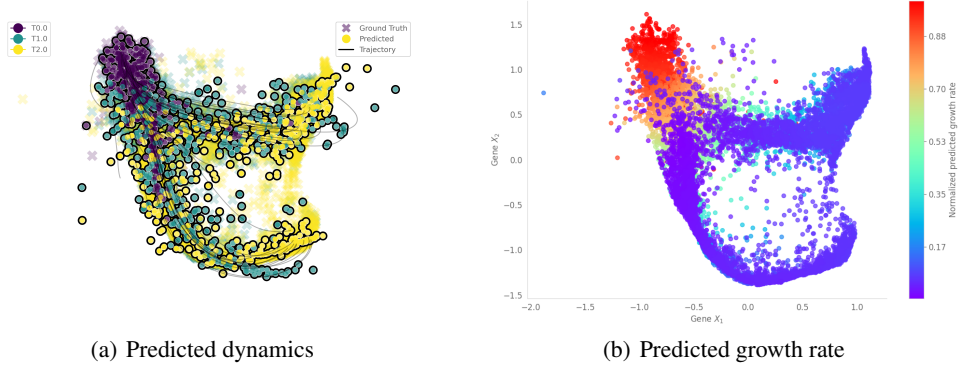 T0.0
T1.0
T2.0
Ground Truth
Predicted
Trajectory
1.5
1.0
0.5
0.0
−0.5
−1.0
−1.5
Gene X₂
−2.0
−1.5
−1.0
−0.5
0.0
0.5
1.0
Gene X₁
0.88
0.70
0.53
0.35
0.17
Normalized predicted growth rate
(a) Predicted dynamics
(b) Predicted growth rate